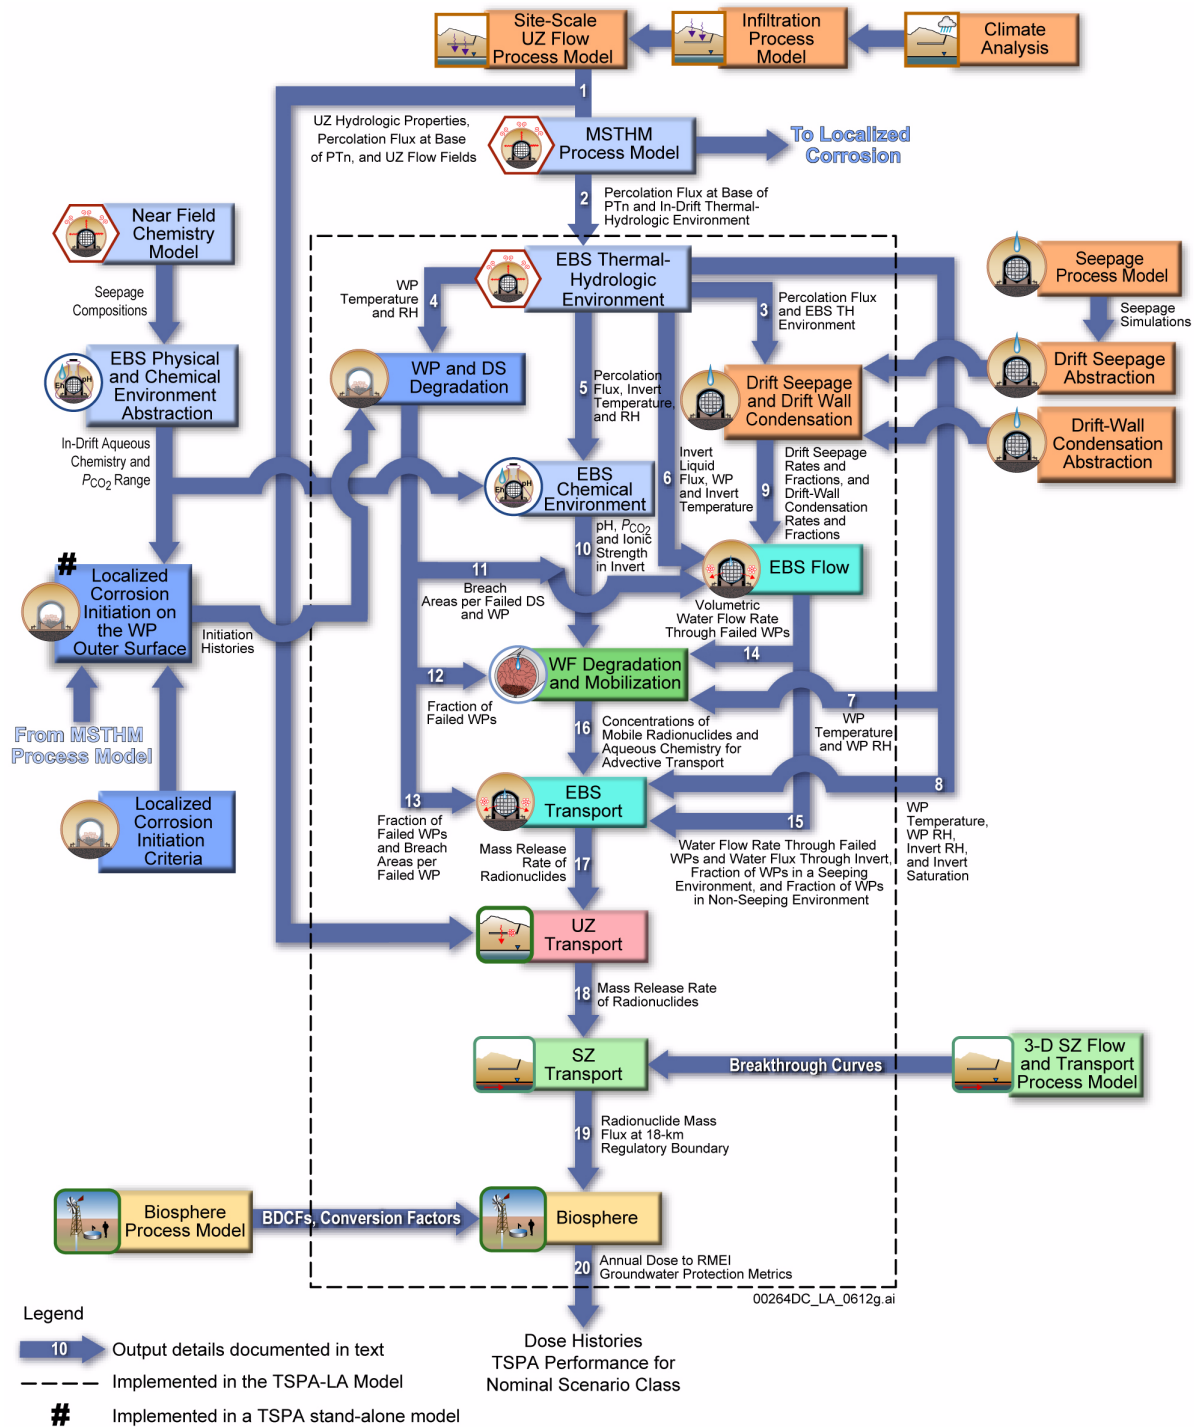 Site-Scale
UZ Flow
Process Model
Infiltration
Process
Model
Climate
Analysis
1
UZ Hydrologic Properties,
Percolation Flux at Base
of PTn, and UZ Flow Fields
MSTHM
Process Model
To Localized
Corrosion
2
Percolation Flux at Base of
PTn and In-Drift Thermal-
Hydrologic Environment
Near Field
Chemistry
Model
Seepage
Compositions
EBS Thermal-
Hydrologic
Environment
WP
Temperature
and RH
4
3
Percolation Flux
and EBS TH
Environment
Seepage
Process Model
Seepage
Simulations
EBS Physical
and Chemical
Environment
Abstraction
Eh
pH
WP and DS
Degradation
5
Percolation
Flux, Invert
Temperature,
and RH
Drift Seepage
and Drift Wall
Condensation
Drift Seepage
Abstraction
Drift-Wall
Condensation
Abstraction
In-Drift Aqueous
Chemistry and
PCO2 Range
EBS
Chemical
Environment
Eh
pH
6
Invert
Liquid
Flux, WP
and Invert
Temperature
9
Drift Seepage
Rates and
Fractions, and
Drift-Wall
Condensation
Rates and
Fractions
10
pH, PCO2
and Ionic
Strength
in Invert
#
Localized
Corrosion
Initiation on
the WP
Outer Surface
Initiation
Histories
11
Breach
Areas per Failed DS
and WP
EBS Flow
Volumetric
Water Flow Rate
Through Failed WPs
14
12
Fraction of
Failed WPs
WF Degradation
and Mobilization
7
WP
Temperature
and WP RH
From MSTHM
Process Model
16
Concentrations of
Mobile Radionuclides and
Aqueous Chemistry for
Advective Transport
Localized
Corrosion
Initiation
Criteria
13
Fraction of
Failed WPs
and Breach
Areas per
Failed WP
EBS
Transport
8
WP
Temperature,
WP RH,
Invert RH,
and Invert
Saturation
15
Water Flow Rate Through Failed
WPs and Water Flux Through Invert,
Fraction of WPs in a Seeping
Environment, and Fraction of WPs
in Non-Seeping Environment
Mass Release
Rate of
Radionuclides
17
UZ
Transport
18
Mass Release Rate
of Radionuclides
SZ
Transport
Breakthrough Curves
3-D SZ Flow
and Transport
Process Model
19
Radionuclide Mass
Flux at 18-km
Regulatory Boundary
Biosphere
Process Model
BDCFs, Conversion Factors
Biosphere
20
Annual Dose to RMEI
Groundwater Protection Metrics
00264DC_LA_0612g.ai
Dose Histories
TSPA Performance for
Nominal Scenario Class
Legend
10
Output details documented in text
Implemented in the TSPA-LA Model
#
Implemented in a TSPA stand-alone model